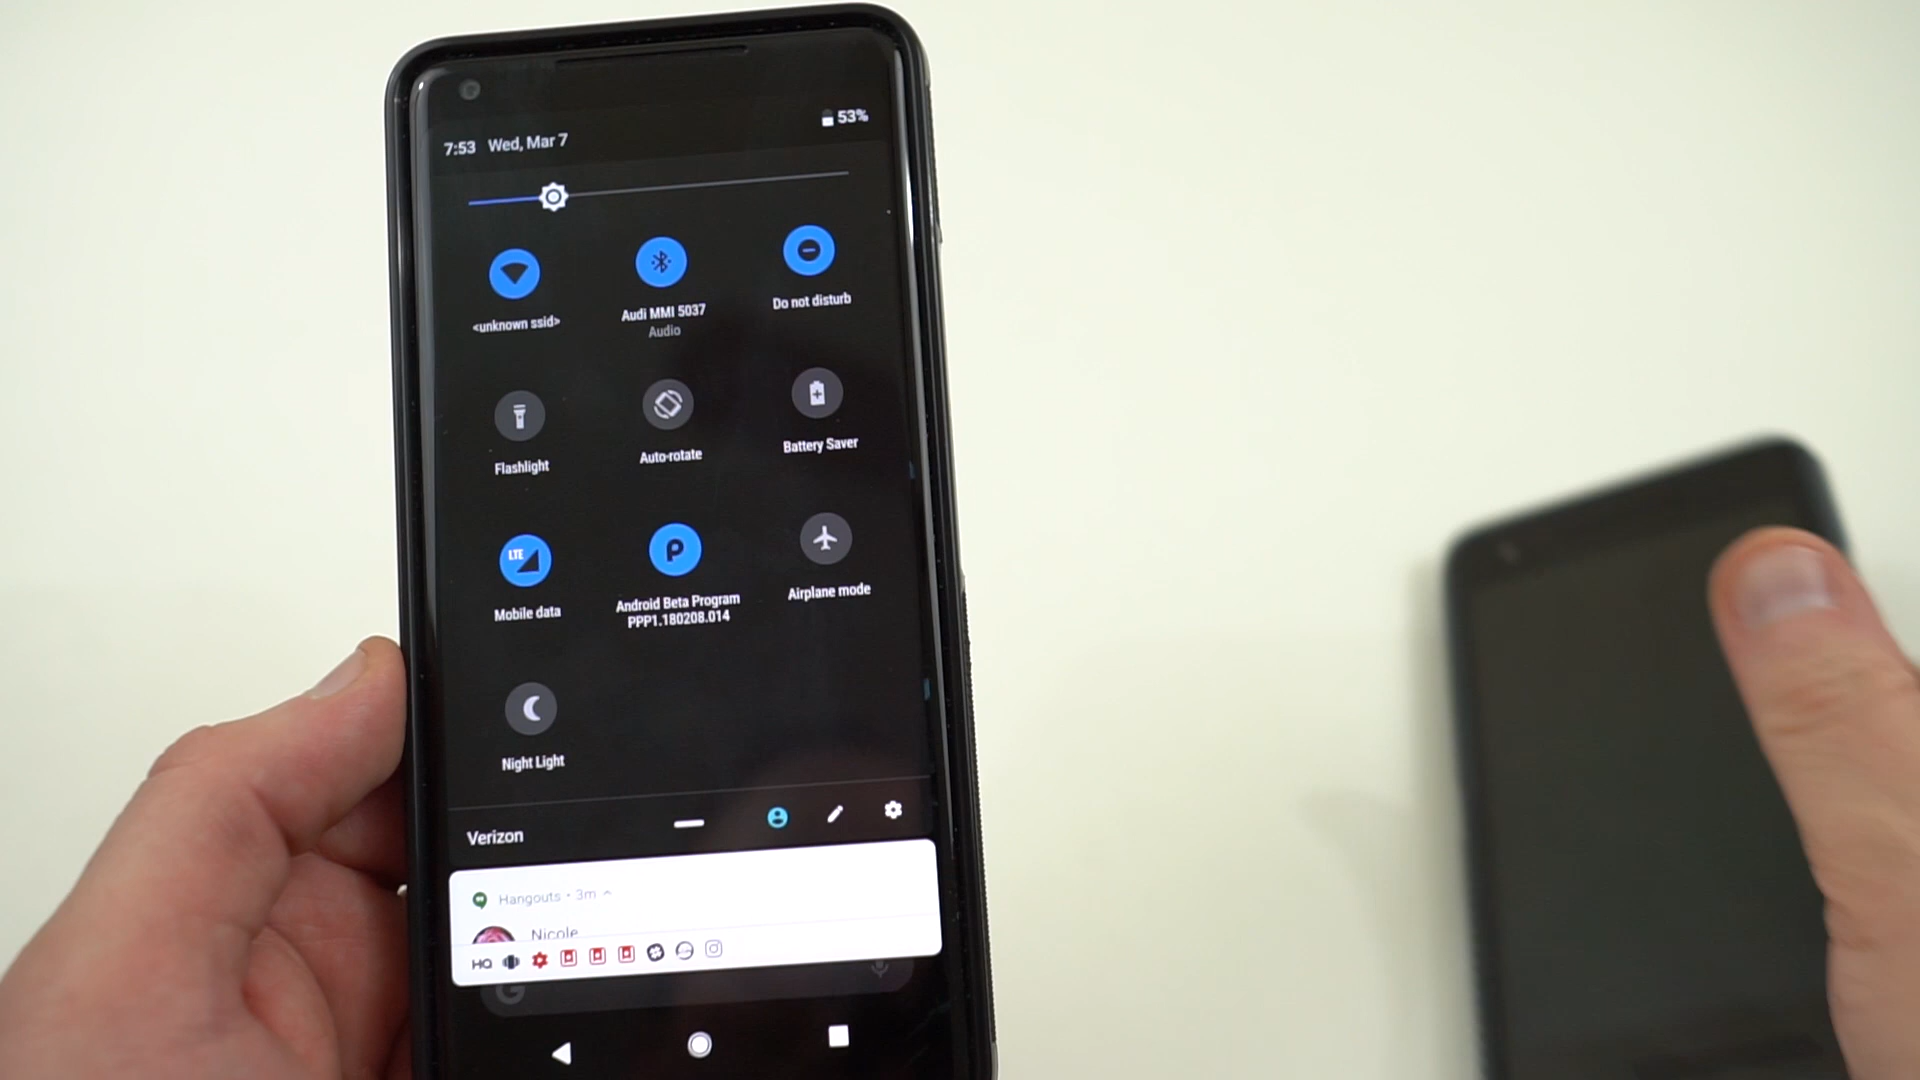 53%
7:53 Wed, Mar 7
<unknown ssid>
Audi MMI 5037
Audio
Do not disturb
Flashlight
Auto-rotate
Battery Saver
LTE
Mobile data
Android Beta Program
PPP1.180208.014
Airplane mode
Night Light
Verizon
Hangouts • 3m
Nicole
HQ
G